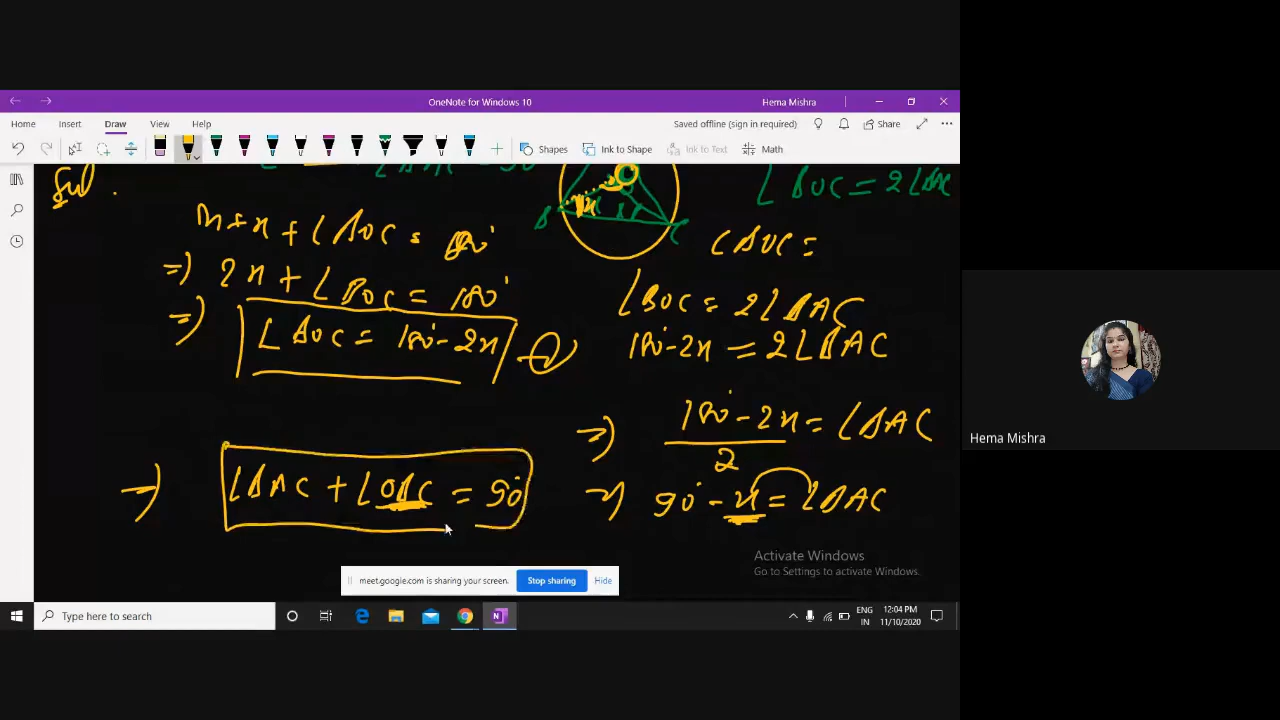 OneNote for Windows 10
Hema Mishra
Home Insert Draw View Help
Saved offline (sign in required)
Share
Shapes
Ink to Shape
Ink to Text
Math
Sol.
∠BOC = 2∠BAC
x + x + ∠BOC = 180°
∠BOC =
=) 2x + ∠BOC = 180°
∠BOC = 2∠BAC
=) ∠BOC = 180° - 2x
180° - 2x = 2∠BAC
=) 180° - 2x = ∠BAC
2
=) ∠BAC + ∠OBC = 90°
=) 90° - x = ∠BAC
B
C
Hema Mishra
Activate Windows
Go to Settings to activate Windows.
meet.google.com is sharing your screen.
Stop sharing
Hide
Type here to search
ENG
IN
12:04 PM
11/10/2020